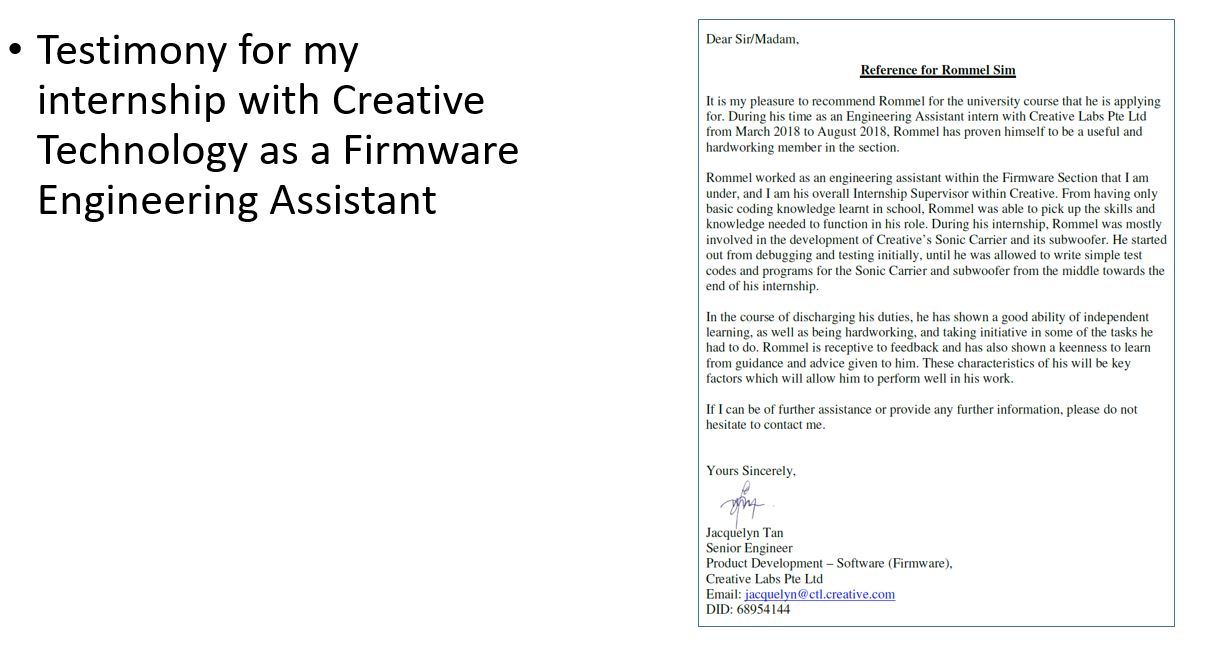 • Testimony for my
internship with Creative
Technology as a Firmware
Engineering Assistant
Dear Sir/Madam,
Reference for Rommel Sim
It is my pleasure to recommend Rommel for the university course that he is applying
for. During his time as an Engineering Assistant intern with Creative Labs Pte Ltd
from March 2018 to August 2018, Rommel has proven himself to be a useful and
hardworking member in the section.
Rommel worked as an engineering assistant within the Firmware Section that I am
under, and I am his overall Internship Supervisor within Creative. From having only
basic coding knowledge learnt in school, Rommel was able to pick up the skills and
knowledge needed to function in his role. During his internship, Rommel was mostly
involved in the development of Creative’s Sonic Carrier and its subwoofer. He started
out from debugging and testing initially, until he was allowed to write simple test
codes and programs for the Sonic Carrier and subwoofer from the middle towards the
end of his internship.
In the course of discharging his duties, he has shown a good ability of independent
learning, as well as being hardworking, and taking initiative in some of the tasks he
had to do. Rommel is receptive to feedback and has also shown a keenness to learn
from guidance and advice given to him. These characteristics of his will be key
factors which will allow him to perform well in his work.
If I can be of further assistance or provide any further information, please do not
hesitate to contact me.
Yours Sincerely,
Jacquelyn Tan
Senior Engineer
Product Development – Software (Firmware),
Creative Labs Pte Ltd
Email: jacquelyn@ctl.creative.com
DID: 68954144